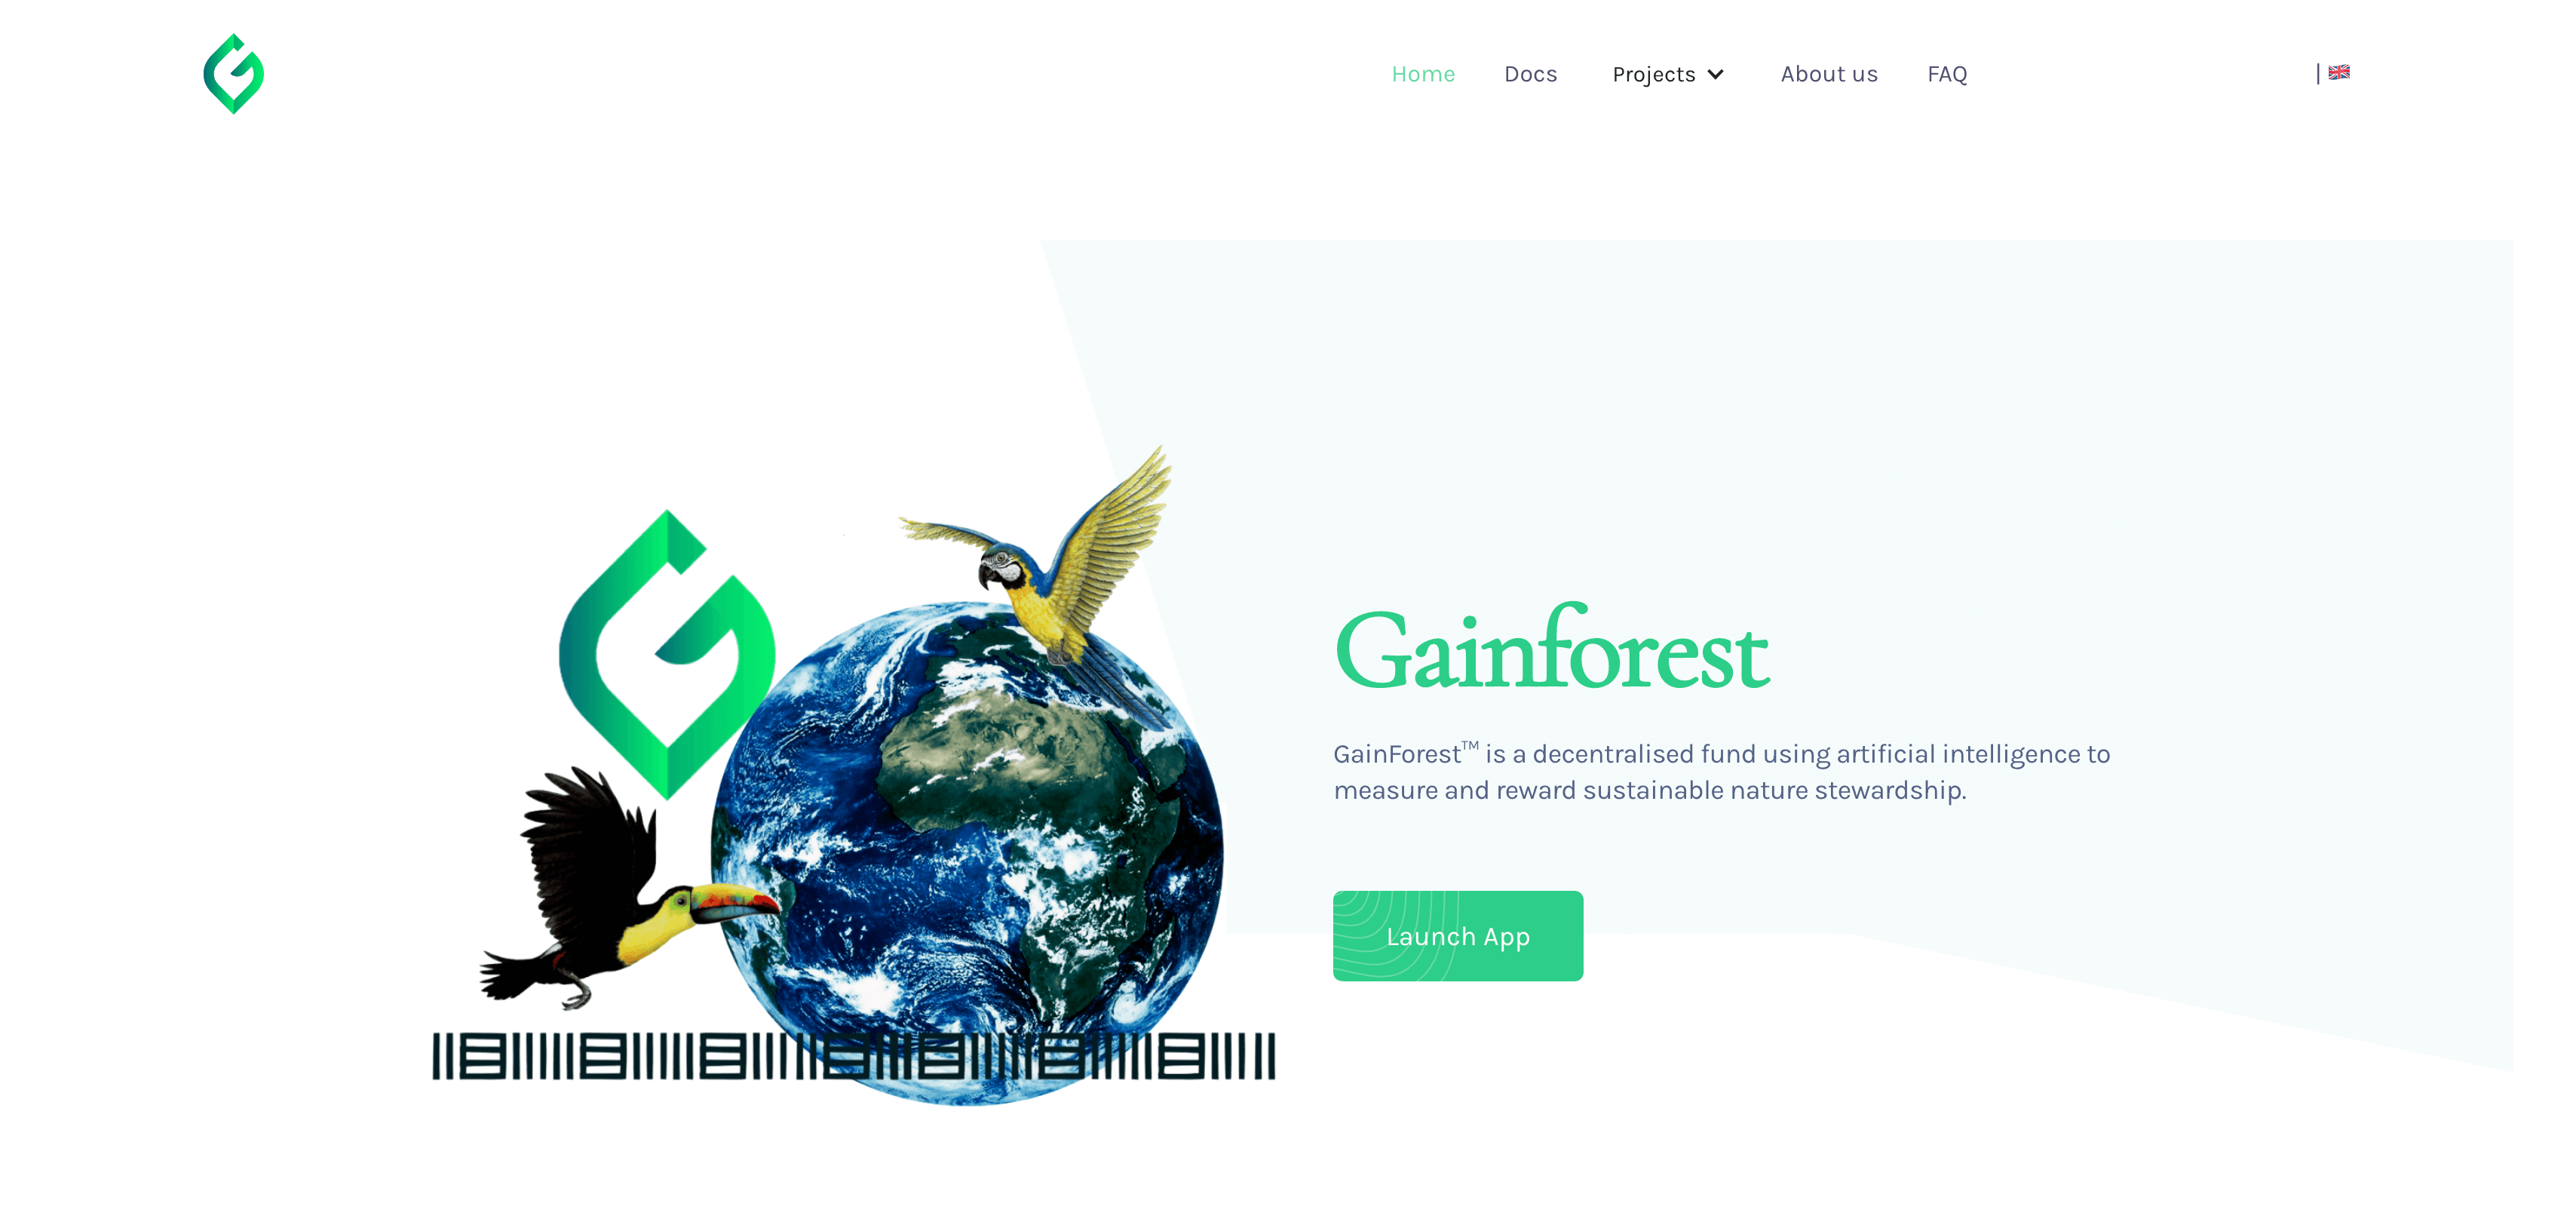 Home Docs Projects About us FAQ |
Gainforest
GainForest™ is a decentralised fund using artificial intelligence to
measure and reward sustainable nature stewardship.
Launch App